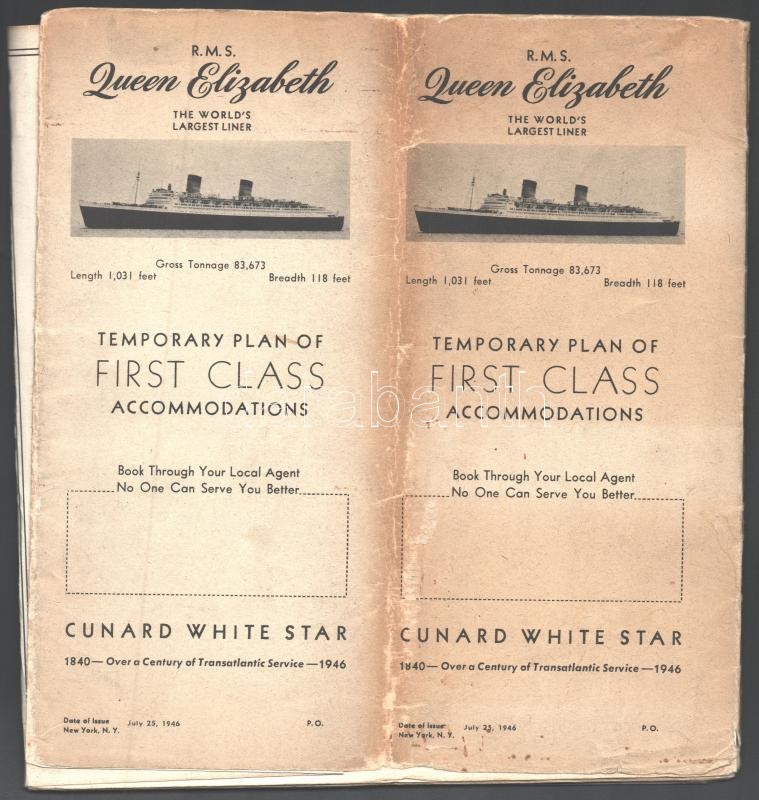 R.M.S.
Queen Elizabeth
THE WORLD'S
LARGEST LINER
Gross Tonnage 83,673
Length 1,031 feet Breadth 118 feet
TEMPORARY PLAN OF
FIRST CLASS
ACCOMMODATIONS
Book Through Your Local Agent
No One Can Serve You Better
CUNARD WHITE STAR
1840—Over a Century of Transatlantic Service—1946
Date of Issue July 25, 1946 P.O.
New York, N. Y.
R.M.S.
Queen Elizabeth
THE WORLD'S
LARGEST LINER
Gross Tonnage 83,673
Length 1,031 feet Breadth 118 feet
TEMPORARY PLAN OF
FIRST CLASS
ACCOMMODATIONS
Book Through Your Local Agent
No One Can Serve You Better
CUNARD WHITE STAR
1840—Over a Century of Transatlantic Service—1946
Date of Issue July 25, 1946 P.O.
New York, N. Y.